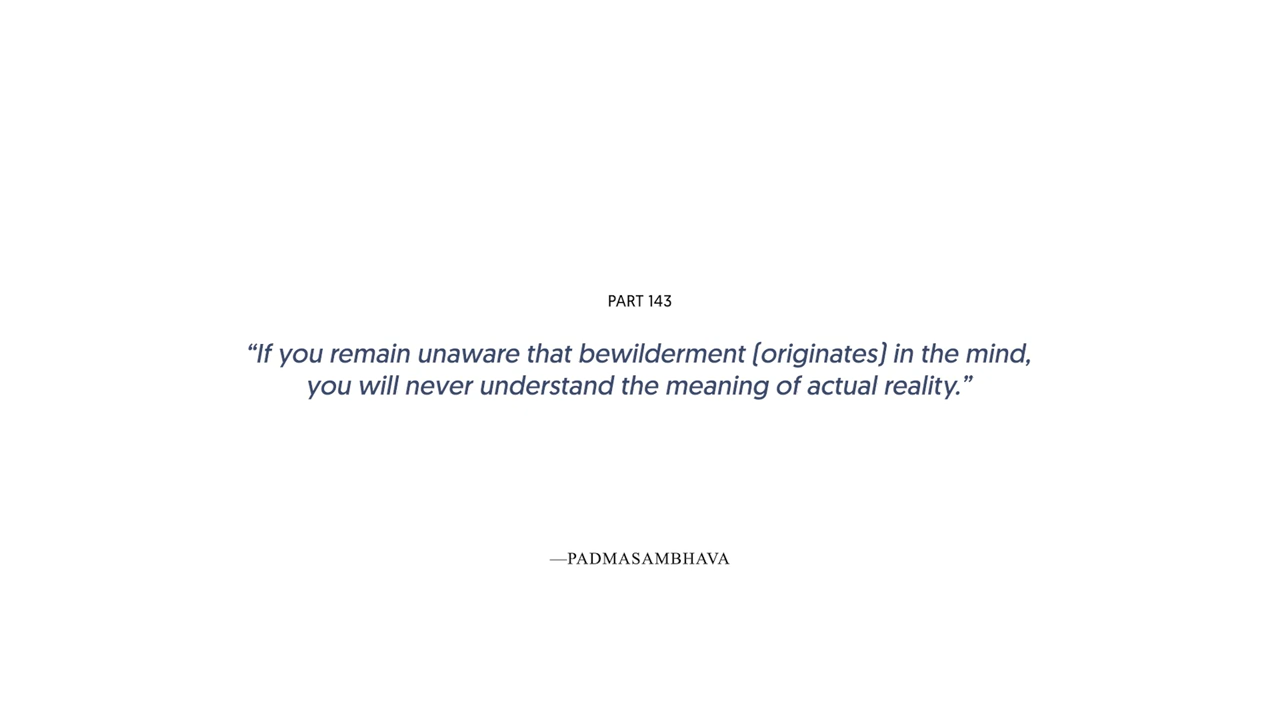 PART 143
“If you remain unaware that bewilderment (originates) in the mind,
you will never understand the meaning of actual reality.”
—PADMASAMBHAVA